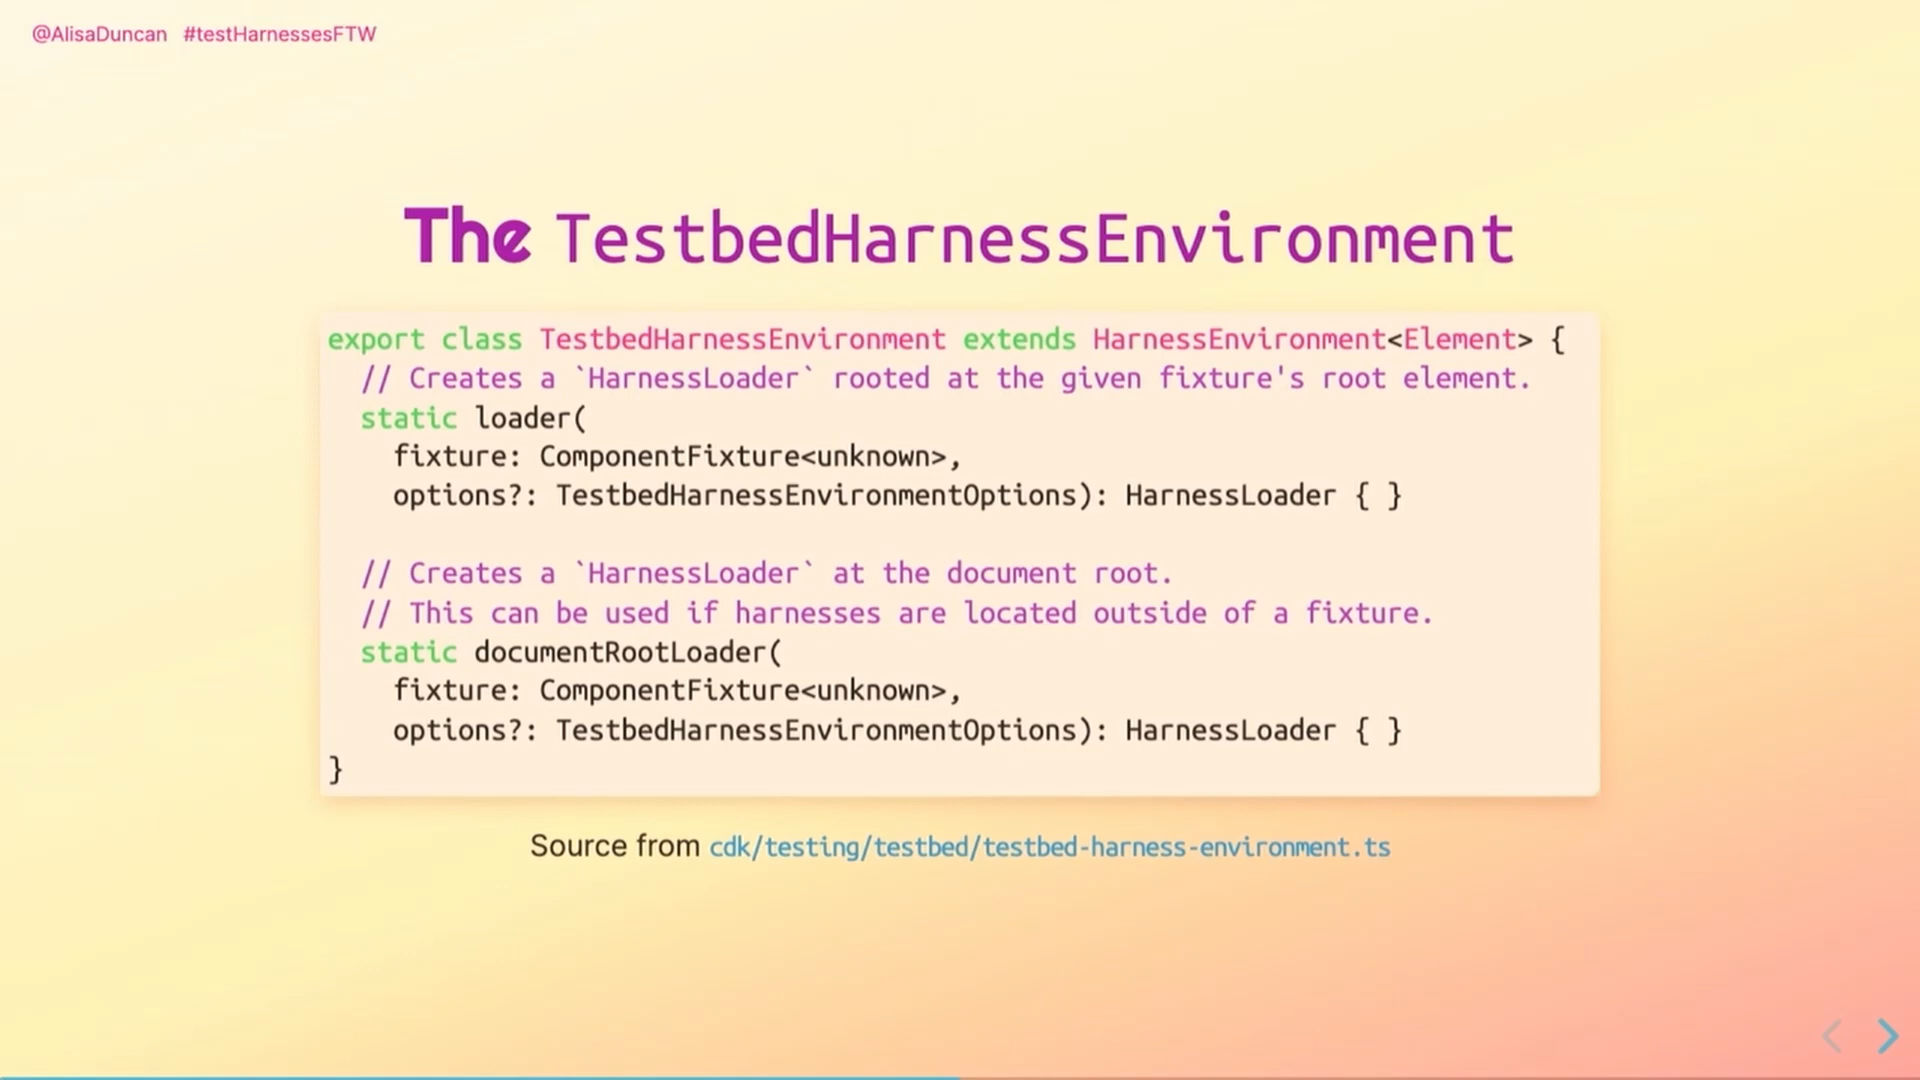 @AlisaDuncan #testHarnessesFTW
The TestbedHarnessEnvironment
export class TestbedHarnessEnvironment extends HarnessEnvironment<Element> {
  // Creates a `HarnessLoader` rooted at the given fixture's root element.
  static loader(
    fixture: ComponentFixture<unknown>,
    options?: TestbedHarnessEnvironmentOptions): HarnessLoader { }
  // Creates a `HarnessLoader` at the document root.
  // This can be used if harnesses are located outside of a fixture.
  static documentRootLoader(
    fixture: ComponentFixture<unknown>,
    options?: TestbedHarnessEnvironmentOptions): HarnessLoader { }
}
Source from cdk/testing/testbed/testbed-harness-environment.ts